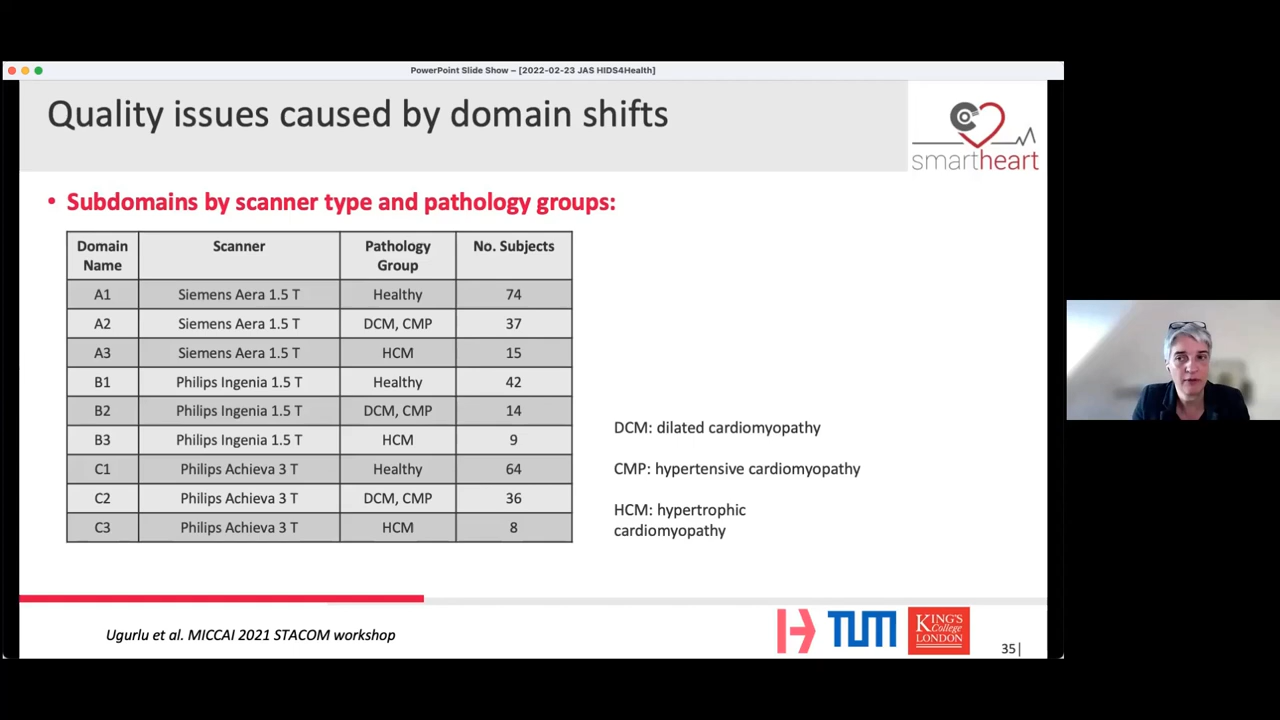 PowerPoint Slide Show – [2022-02-23 JAS HIDS4Health]
Quality issues caused by domain shifts
smartheart
• Subdomains by scanner type and pathology groups:
Domain Name Scanner Pathology Group No. Subjects
A1 Siemens Aera 1.5 T Healthy 74
A2 Siemens Aera 1.5 T DCM, CMP 37
A3 Siemens Aera 1.5 T HCM 15
B1 Philips Ingenia 1.5 T Healthy 42
B2 Philips Ingenia 1.5 T DCM, CMP 14
B3 Philips Ingenia 1.5 T HCM 9
C1 Philips Achieva 3 T Healthy 64
C2 Philips Achieva 3 T DCM, CMP 36
C3 Philips Achieva 3 T HCM 8
DCM: dilated cardiomyopathy
CMP: hypertensive cardiomyopathy
HCM: hypertrophic
cardiomyopathy
Ugurlu et al. MICCAI 2021 STACOM workshop
TUM
KING'S
College
LONDON
35|